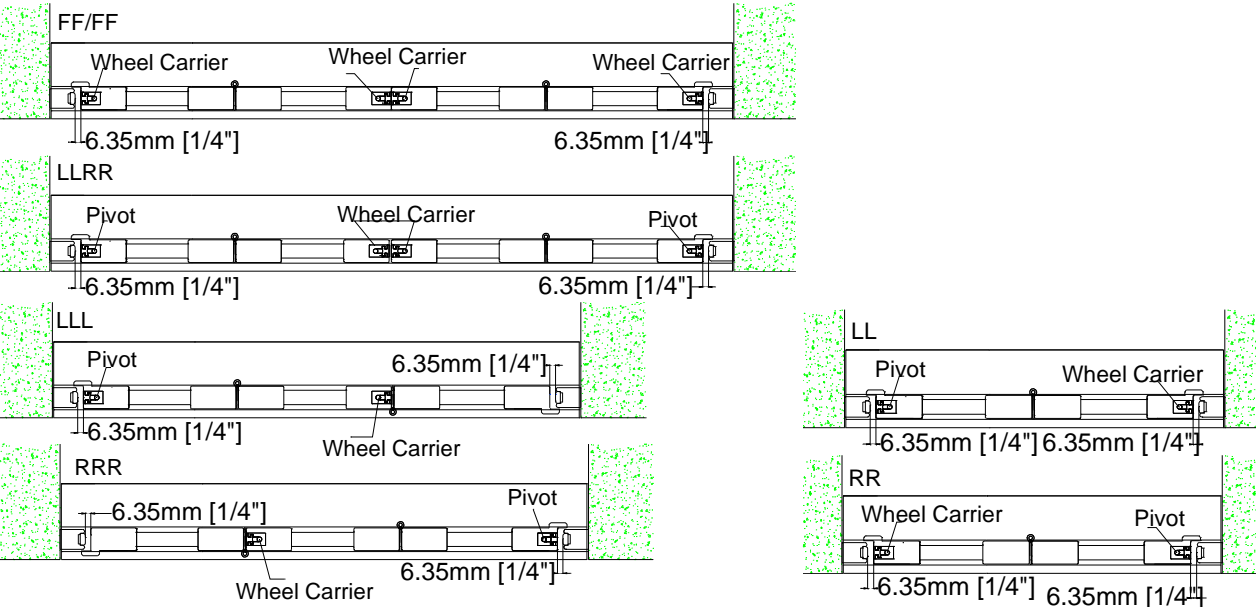 FF/FF
Wheel Carrier
Wheel Carrier
Wheel Carrier
6.35mm [1/4"]
6.35mm [1/4"]
LLRR
Pivot
Wheel Carrier
Pivot
6.35mm [1/4"]
6.35mm [1/4"]
LLL
Pivot
6.35mm [1/4"]
6.35mm [1/4"]
Wheel Carrier
LL
Pivot
Wheel Carrier
6.35mm [1/4"]
6.35mm [1/4"]
RRR
6.35mm [1/4"]
Pivot
6.35mm [1/4"]
Wheel Carrier
RR
Wheel Carrier
Pivot
6.35mm [1/4"]
6.35mm [1/4"]